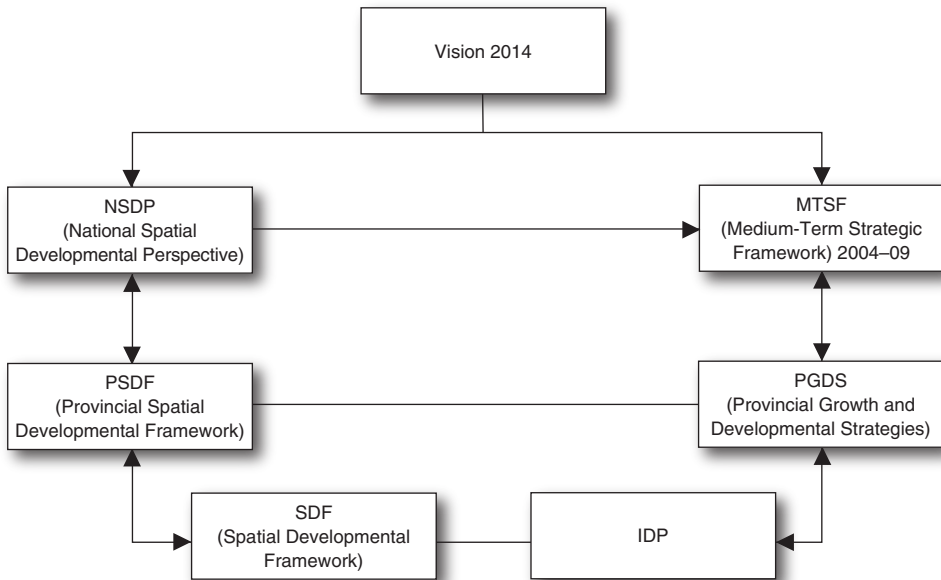 Vision 2014
NSDP
(National Spatial
Developmental Perspective)
MTSF
(Medium-Term Strategic
Framework) 2004–09
PSDF
(Provincial Spatial
Developmental Framework)
PGDS
(Provincial Growth and
Developmental Strategies)
SDF
(Spatial Developmental
Framework)
IDP